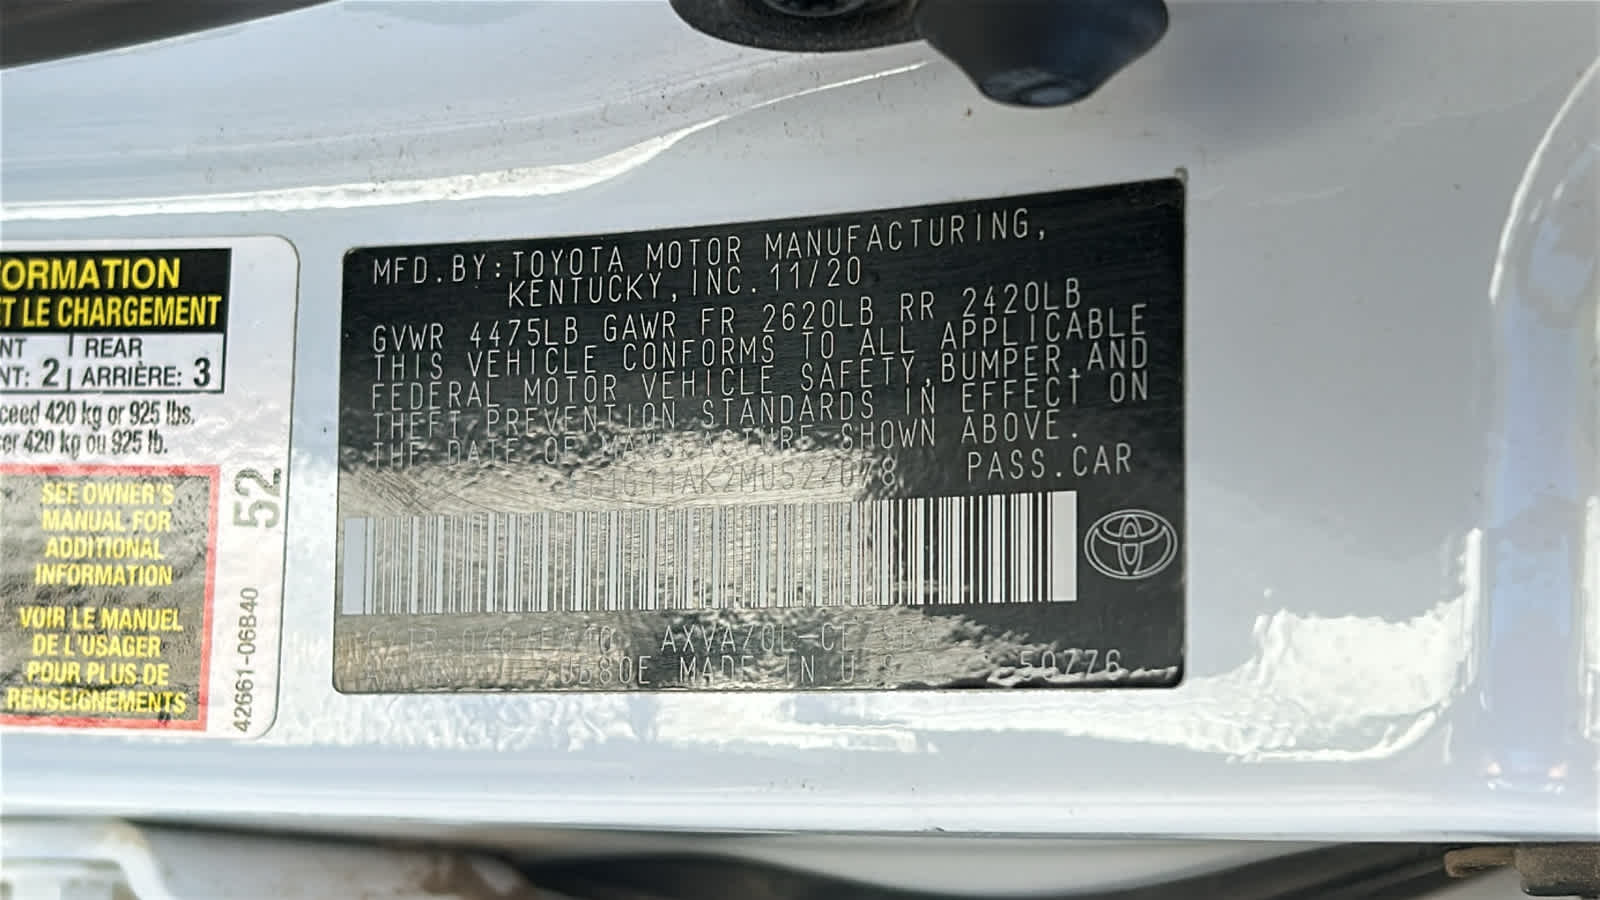 FORMATION
ET LE CHARGEMENT
NT REAR
NT: 2 ARRIÈRE: 3
ceed 420 kg or 925 lbs.
cer 420 kg ou 925 lb.
SEE OWNER'S
MANUAL FOR
ADDITIONAL
INFORMATION
VOIR LE MANUEL
DE L'USAGER
POUR PLUS DE
RENSEIGNEMENTS
52
42661-06B40
MFD.BY:TOYOTA MOTOR MANUFACTURING,
KENTUCKY,INC.11/20
GVWR 4475LB GAWR FR 2620LB RR 2420LB
THIS VEHICLE CONFORMS TO ALL APPLICABLE
FEDERAL MOTOR VEHICLE SAFETY,BUMPER,AND
THEFT PREVENTION STANDARDS IN EFFECT ON
THE DATE OF MANUFACTURE SHOWN ABOVE.
PASS.CAR
MADE IN U.S
50776